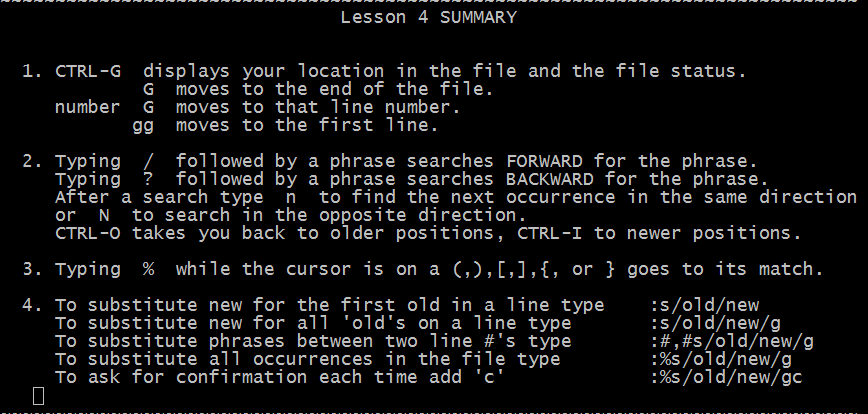 ~~~~~~~~~~~~~~~~~~~~~~~~~~~~~~~~~~~~~~~~~~~~~~~~~~~~~~~~~~~~~~~~~~~~~~~~~~~~~~
Lesson 4 SUMMARY
1. CTRL-G  displays your location in the file and the file status.
G  moves to the end of the file.
number  G  moves to that line number.
gg  moves to the first line.
2. Typing  /  followed by a phrase searches FORWARD for the phrase.
Typing  ?  followed by a phrase searches BACKWARD for the phrase.
After a search type  n  to find the next occurrence in the same direction
or  N  to search in the opposite direction.
CTRL-O takes you back to older positions, CTRL-I to newer positions.
3. Typing  %  while the cursor is on a (,),[,],{, or } goes to its match.
4. To substitute new for the first old in a line type    :s/old/new
To substitute new for all 'old's on a line type       :s/old/new/g
To substitute phrases between two line #'s type       :#,#s/old/new/g
To substitute all occurrences in the file type        :%s/old/new/g
To ask for confirmation each time add 'c'             :%s/old/new/gc